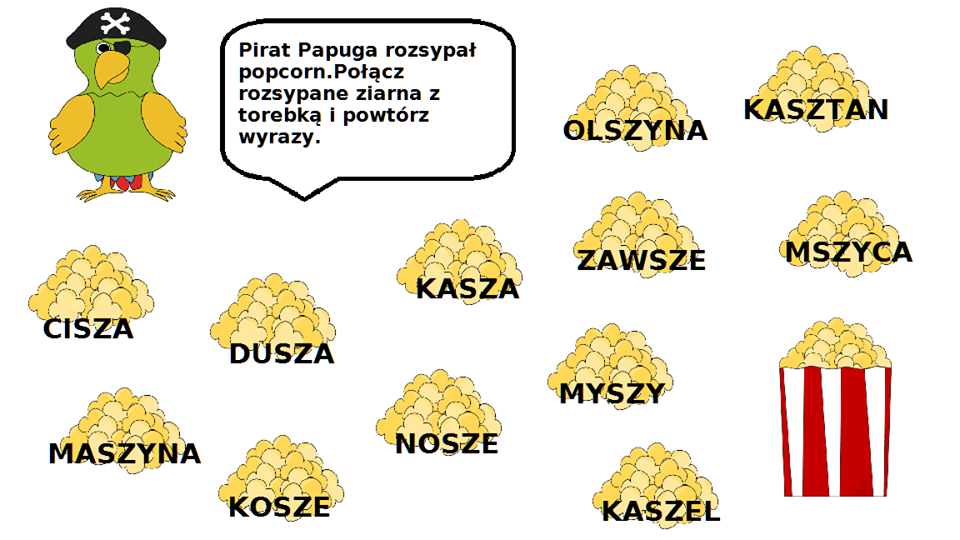 Pirat Papuga rozsypał
popcorn.Połącz
rozsypane ziarna z
torebką i powtórz
wyrazy.
OLSZYNA
KASZTAN
ZAWSZE
MSZYCA
KASZA
CISZA
DUSZA
MYSZY
NOSZE
MASZYNA
KOSZE
KASZEL